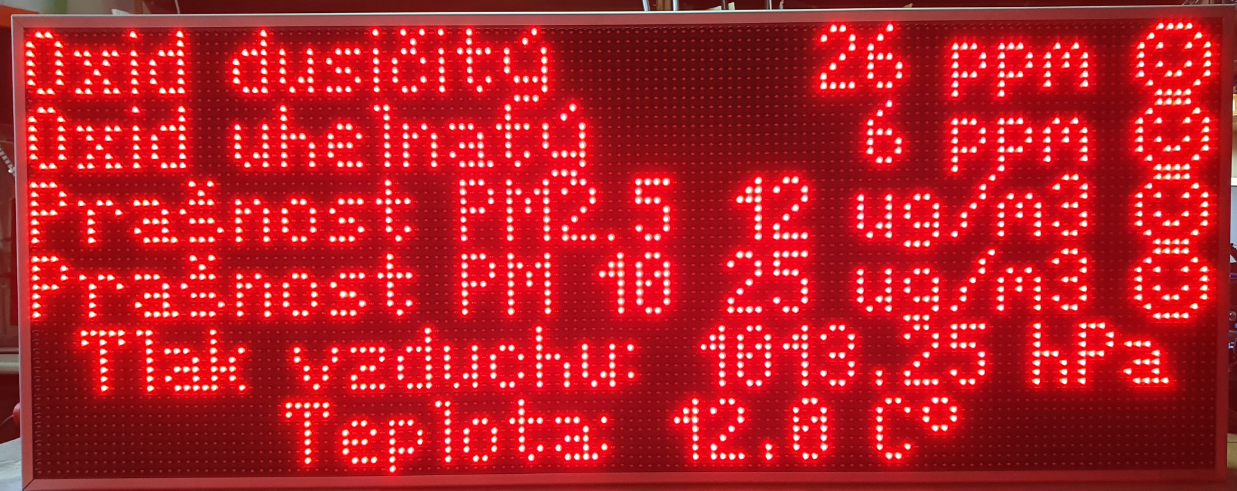 Oxid dusičitý 26 ppm
Oxid uhelnatý 6 ppm
Prašnost PM2.5 12 ug/m3
Prašnost PM 10 25 ug/m3
Tlak vzduchu: 1013.25 hPa
Teplota: 12.0 C°